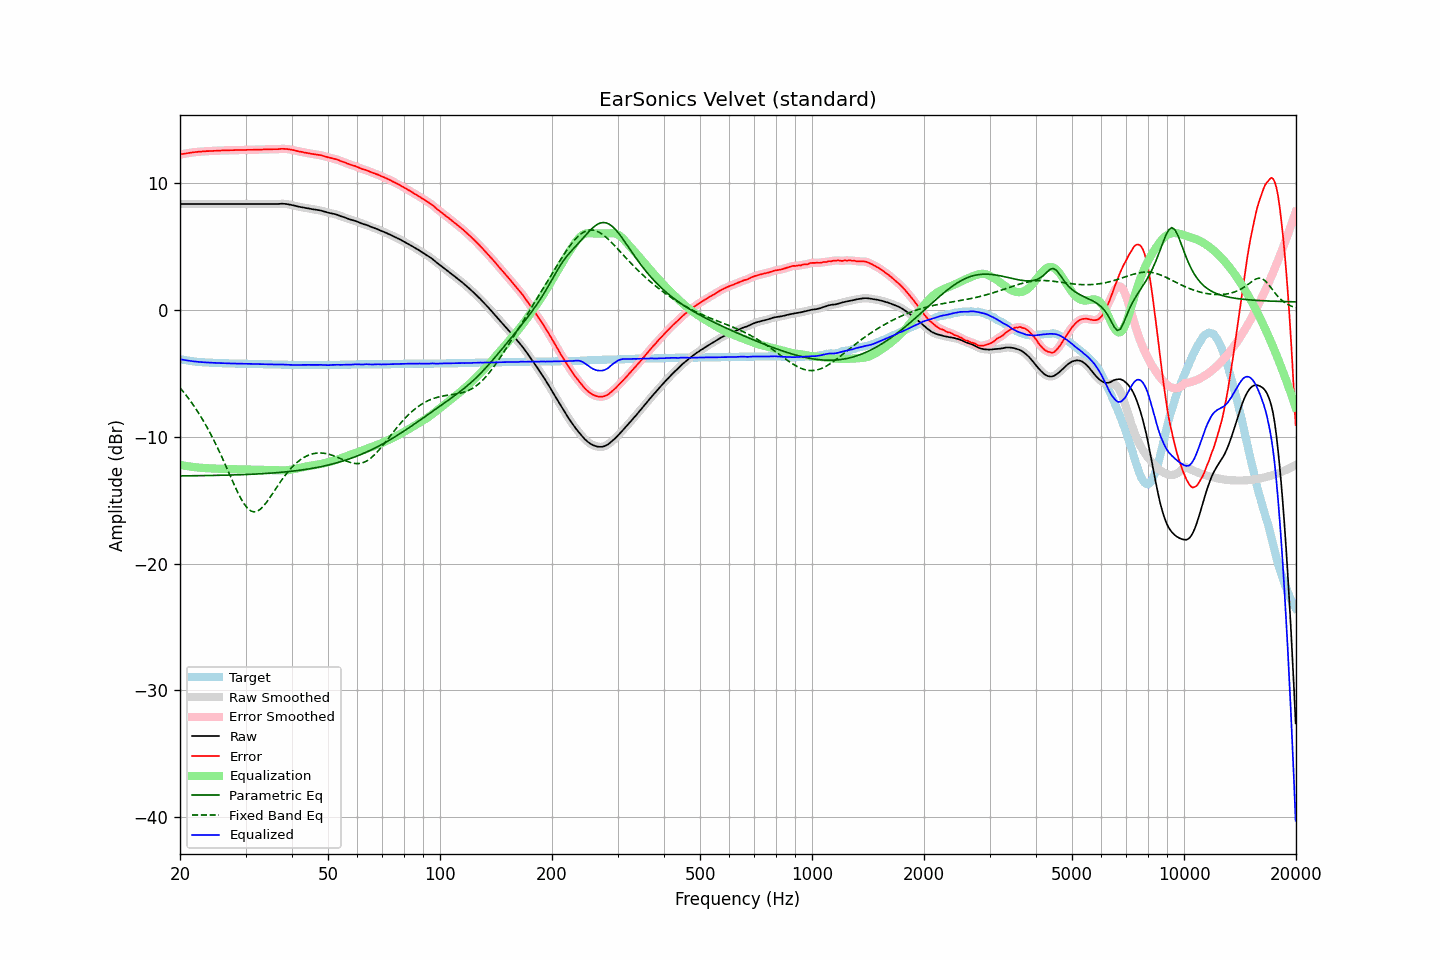 EarSonics Velvet (standard)
Amplitude (dBr)
10
0
−10
−20
−30
−40
Target
Raw Smoothed
Error Smoothed
Raw
Error
Equalization
Parametric Eq
Fixed Band Eq
Equalized
20 50 100 200 500 1000 2000 5000 10000 20000
Frequency (Hz)